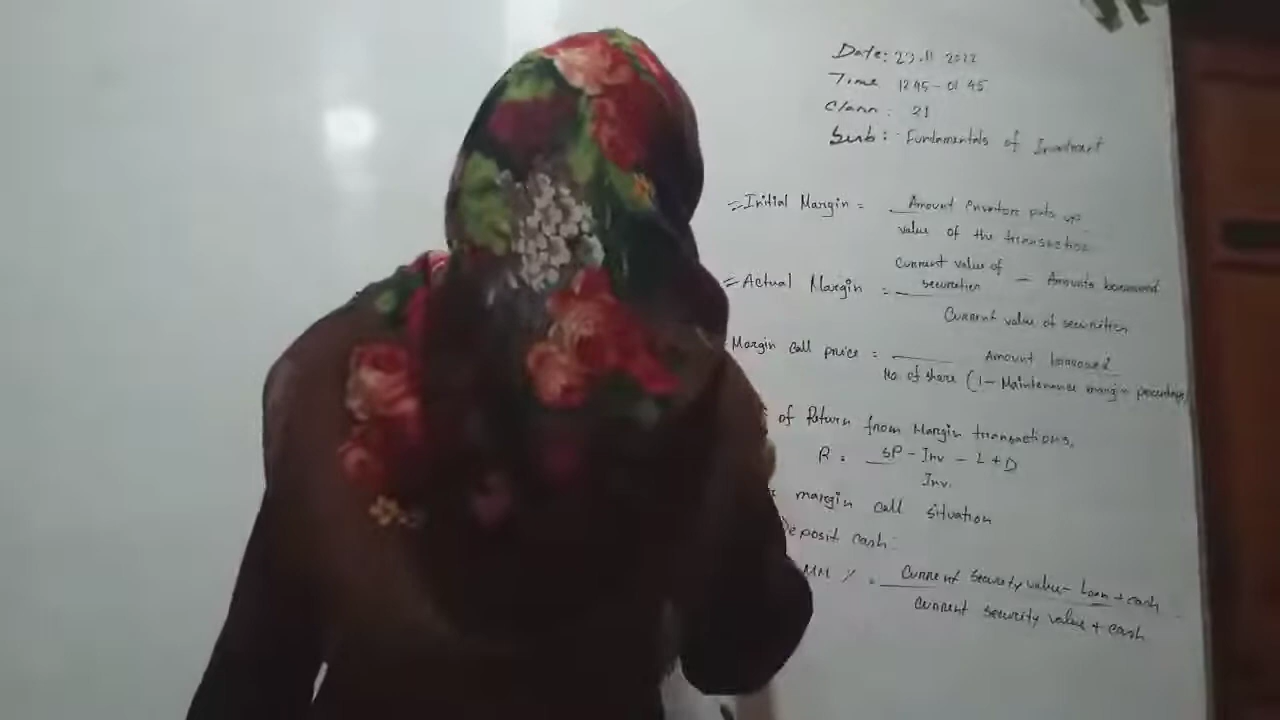 Date: 23.11 2022
Time 12 45 - 01 45
Class: 21
Sub: Fundamentals of Investment
Initial Margin = Amount investors puts up
value of the transaction
Current value of
securities - Amounts borrowed
Actual Margin =
Current value of securities
Margin call price = Amount borrowed
No. of share (1 - Maintenance margin percentage)
of Return from Margin transactions.
R = SP - Inv - L + D
Inv.
margin call situation
Deposit cash:
MM % = Current security value - Loan + cash
Current security value + cash